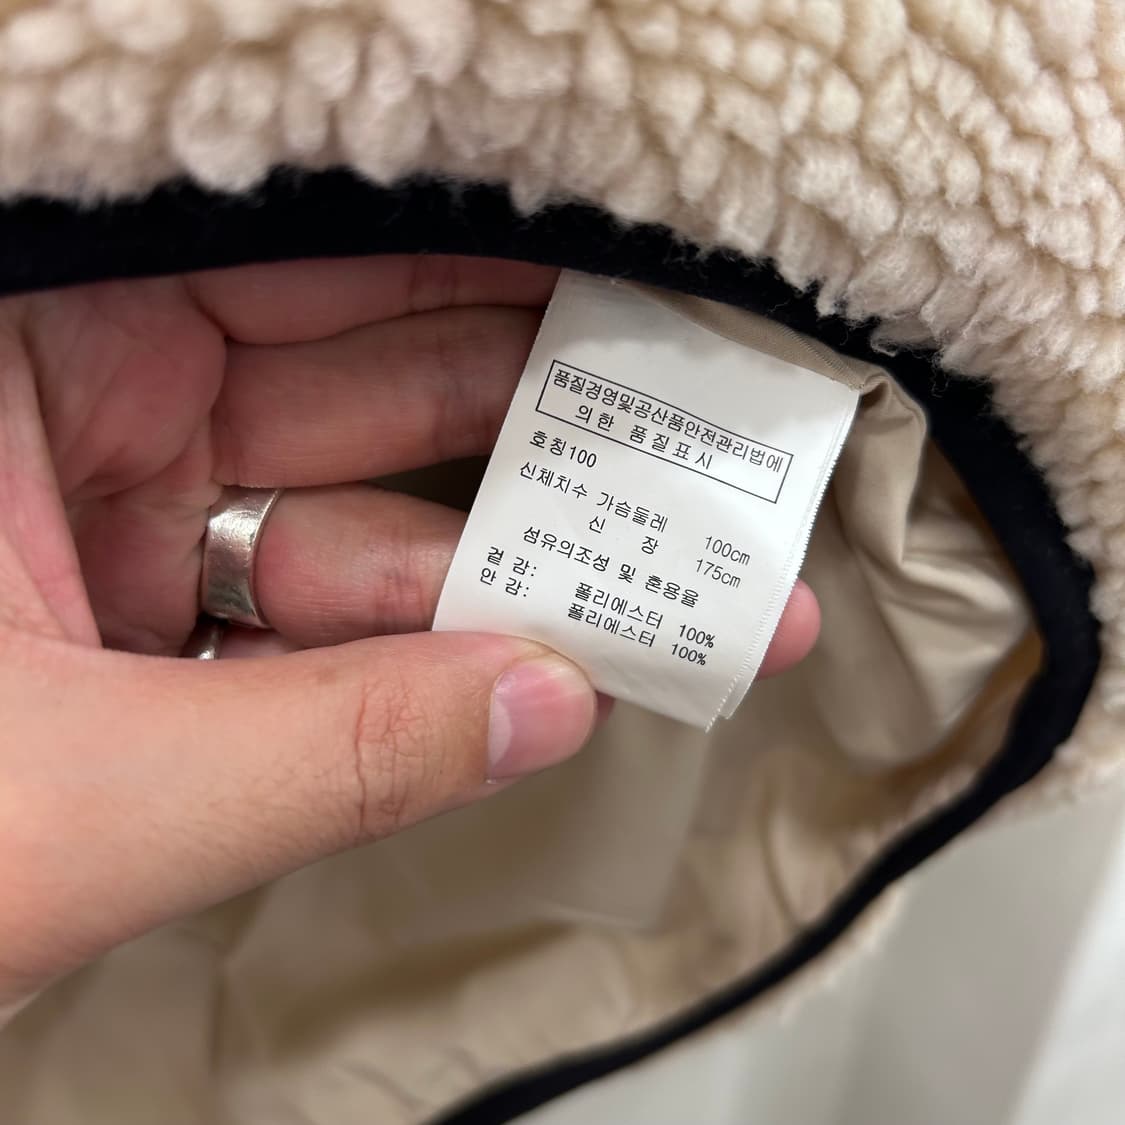 품질경영및공산품안전관리법에
의한 품질표시
호칭100
신체치수 가슴둘레 100cm
신 장 175cm
섬유의조성 및 혼용율
겉 감: 폴리에스터 100%
안 감: 폴리에스터 100%